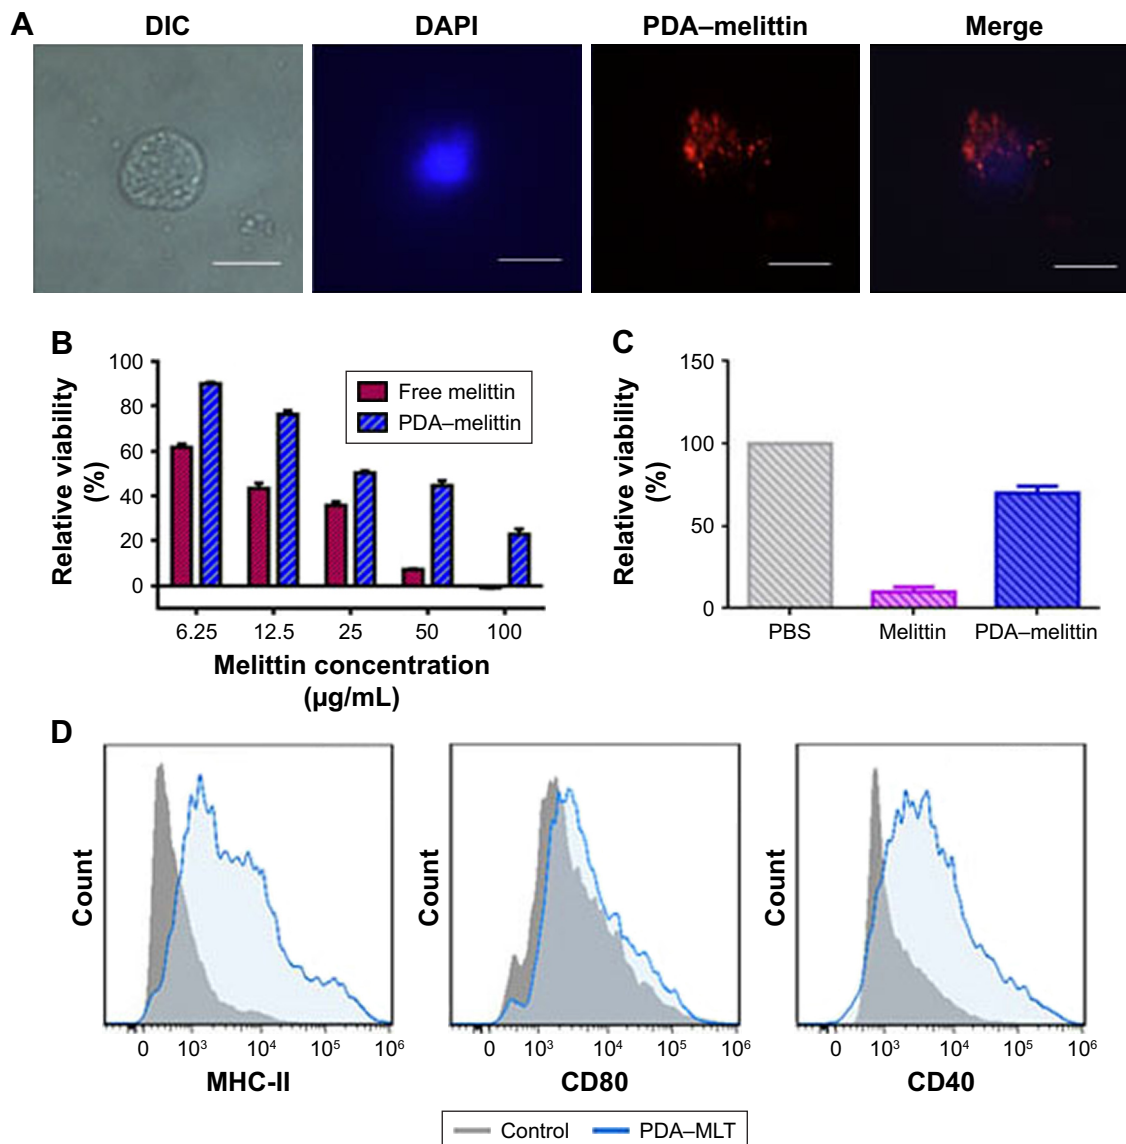 A
DIC
DAPI
PDA–melittin
Merge
B
Relative viability
(%)
100
80
60
40
20
0
Free melittin
PDA–melittin
6.25
12.5
25
50
100
Melittin concentration
(µg/mL)
C
Relative viability
(%)
150
100
50
0
PBS
Melittin
PDA–melittin
D
Count
0
10³
10⁴
10⁵
10⁶
MHC-II
Count
0
10³
10⁴
10⁵
10⁶
CD80
Count
0
10³
10⁴
10⁵
10⁶
CD40
Control
PDA–MLT